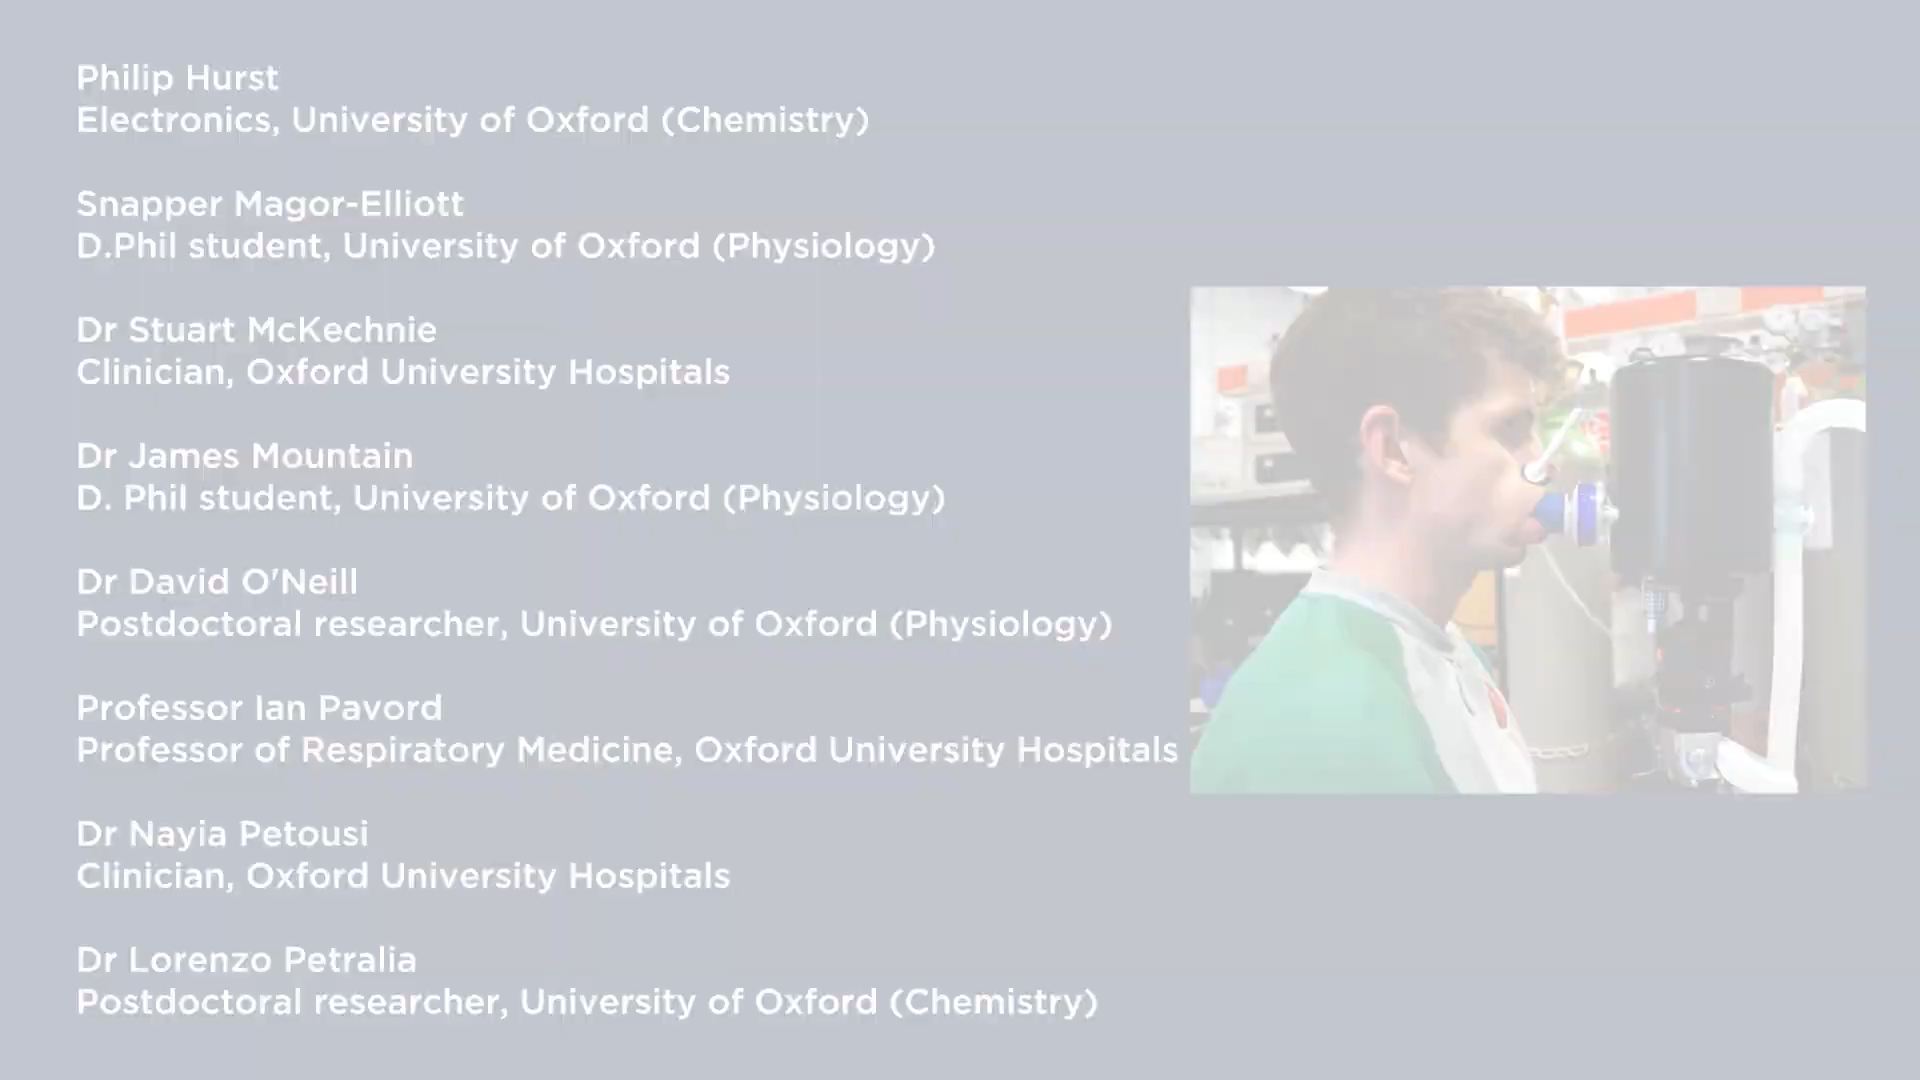 Philip Hurst
Electronics, University of Oxford (Chemistry)
Snapper Magor-Elliott
D.Phil student, University of Oxford (Physiology)
Dr Stuart McKechnie
Clinician, Oxford University Hospitals
Dr James Mountain
D. Phil student, University of Oxford (Physiology)
Dr David O'Neill
Postdoctoral researcher, University of Oxford (Physiology)
Professor Ian Pavord
Professor of Respiratory Medicine, Oxford University Hospitals
Dr Nayia Petousi
Clinician, Oxford University Hospitals
Dr Lorenzo Petralia
Postdoctoral researcher, University of Oxford (Chemistry)